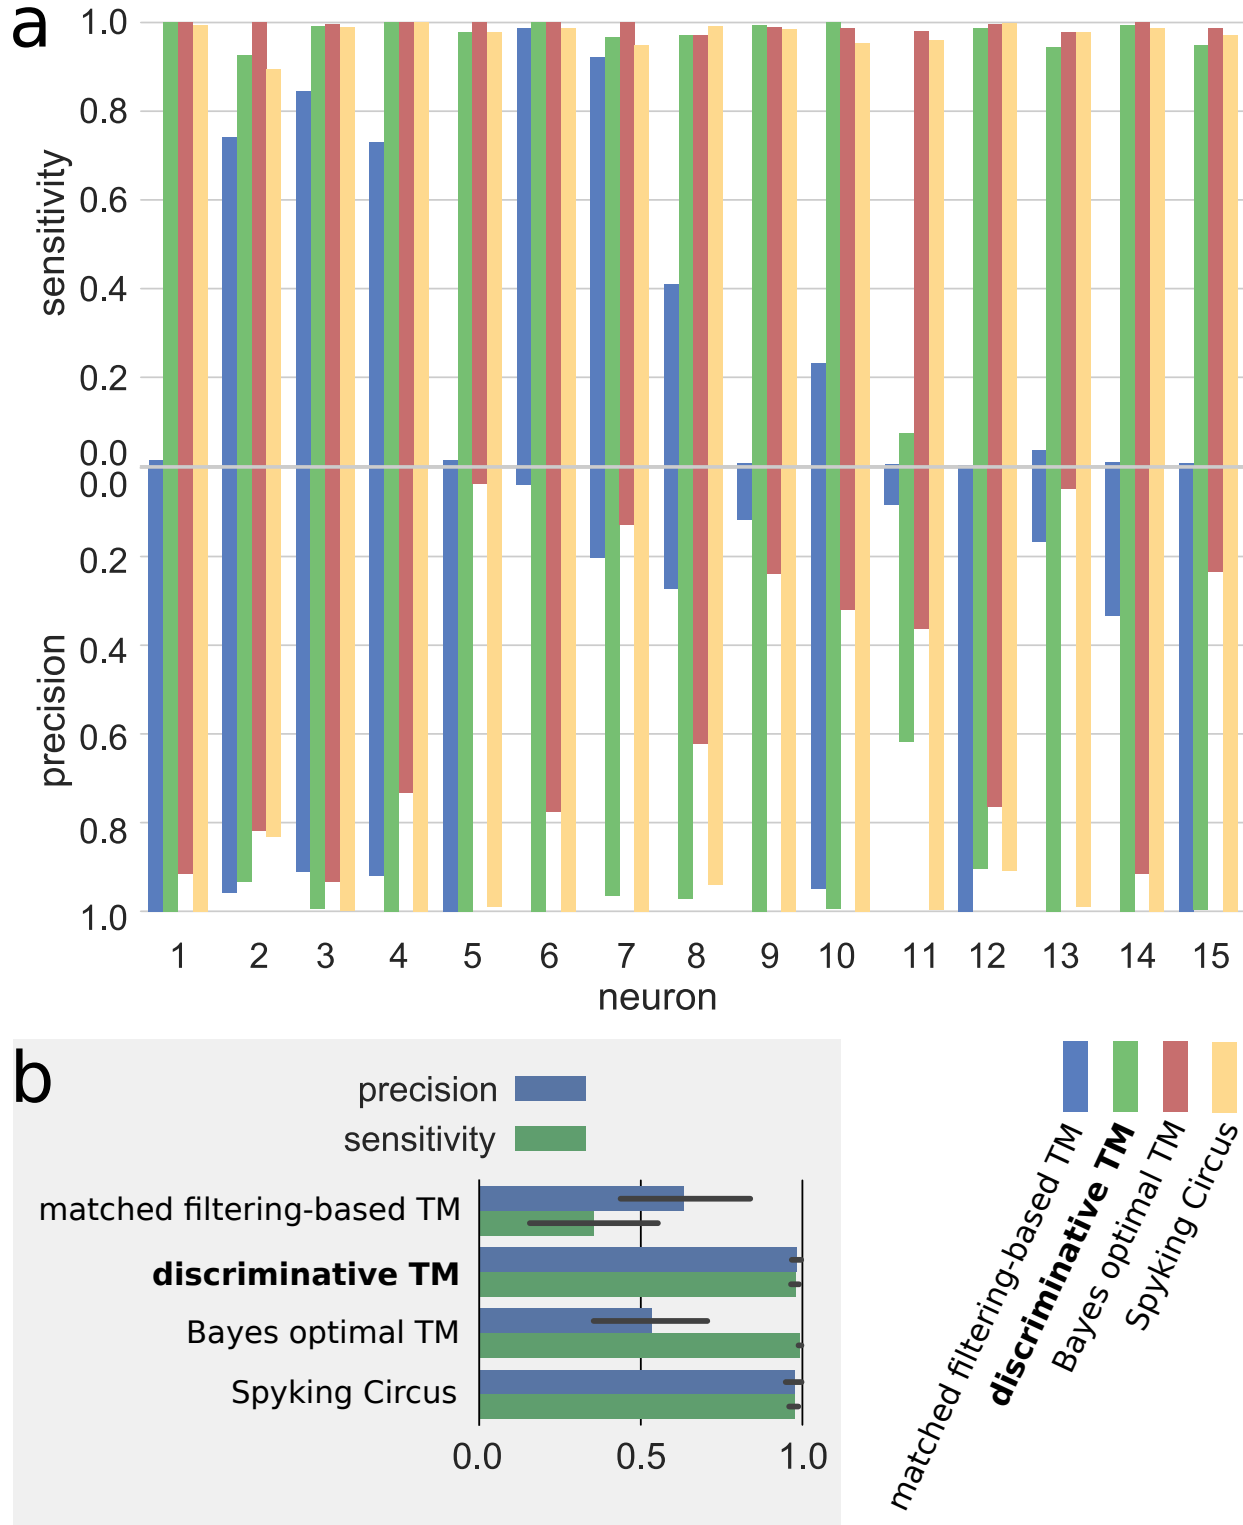 a
sensitivity
1.0
0.8
0.6
0.4
0.2
0.0
precision
0.0
0.2
0.4
0.6
0.8
1.0
1 2 3 4 5 6 7 8 9 10 11 12 13 14 15
neuron
b
precision
sensitivity
matched filtering-based TM
discriminative TM
Bayes optimal TM
Spyking Circus
0.0 0.5 1.0
matched filtering-based TM
discriminative TM
Bayes optimal TM
Spyking Circus